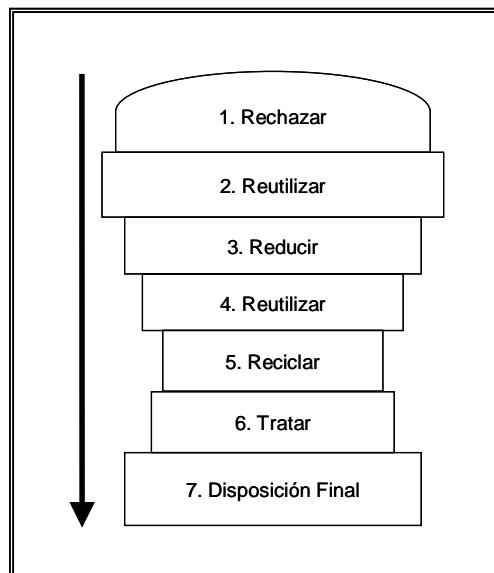 1. Rechazar
2. Reutilizar
3. Reducir
4. Reutilizar
5. Reciclar
6. Tratar
7. Disposición Final